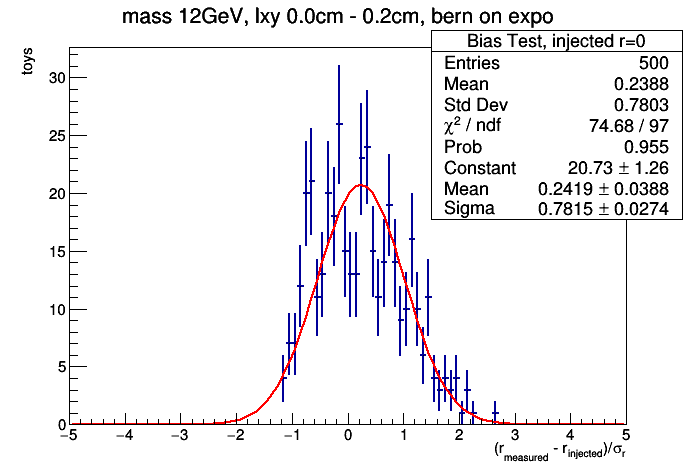 mass 12GeV, lxy 0.0cm - 0.2cm, bern on expo
Bias Test, injected r=0
Entries 500
Mean 0.2388
Std Dev 0.7803
χ² / ndf 74.68 / 97
Prob 0.955
Constant 20.73 ± 1.26
Mean 0.2419 ± 0.0388
Sigma 0.7815 ± 0.0274
toys
30
25
20
15
10
5
0
−5 −4 −3 −2 −1 0 1 2 3 4 5
(r_measured - r_injected)/σ_r